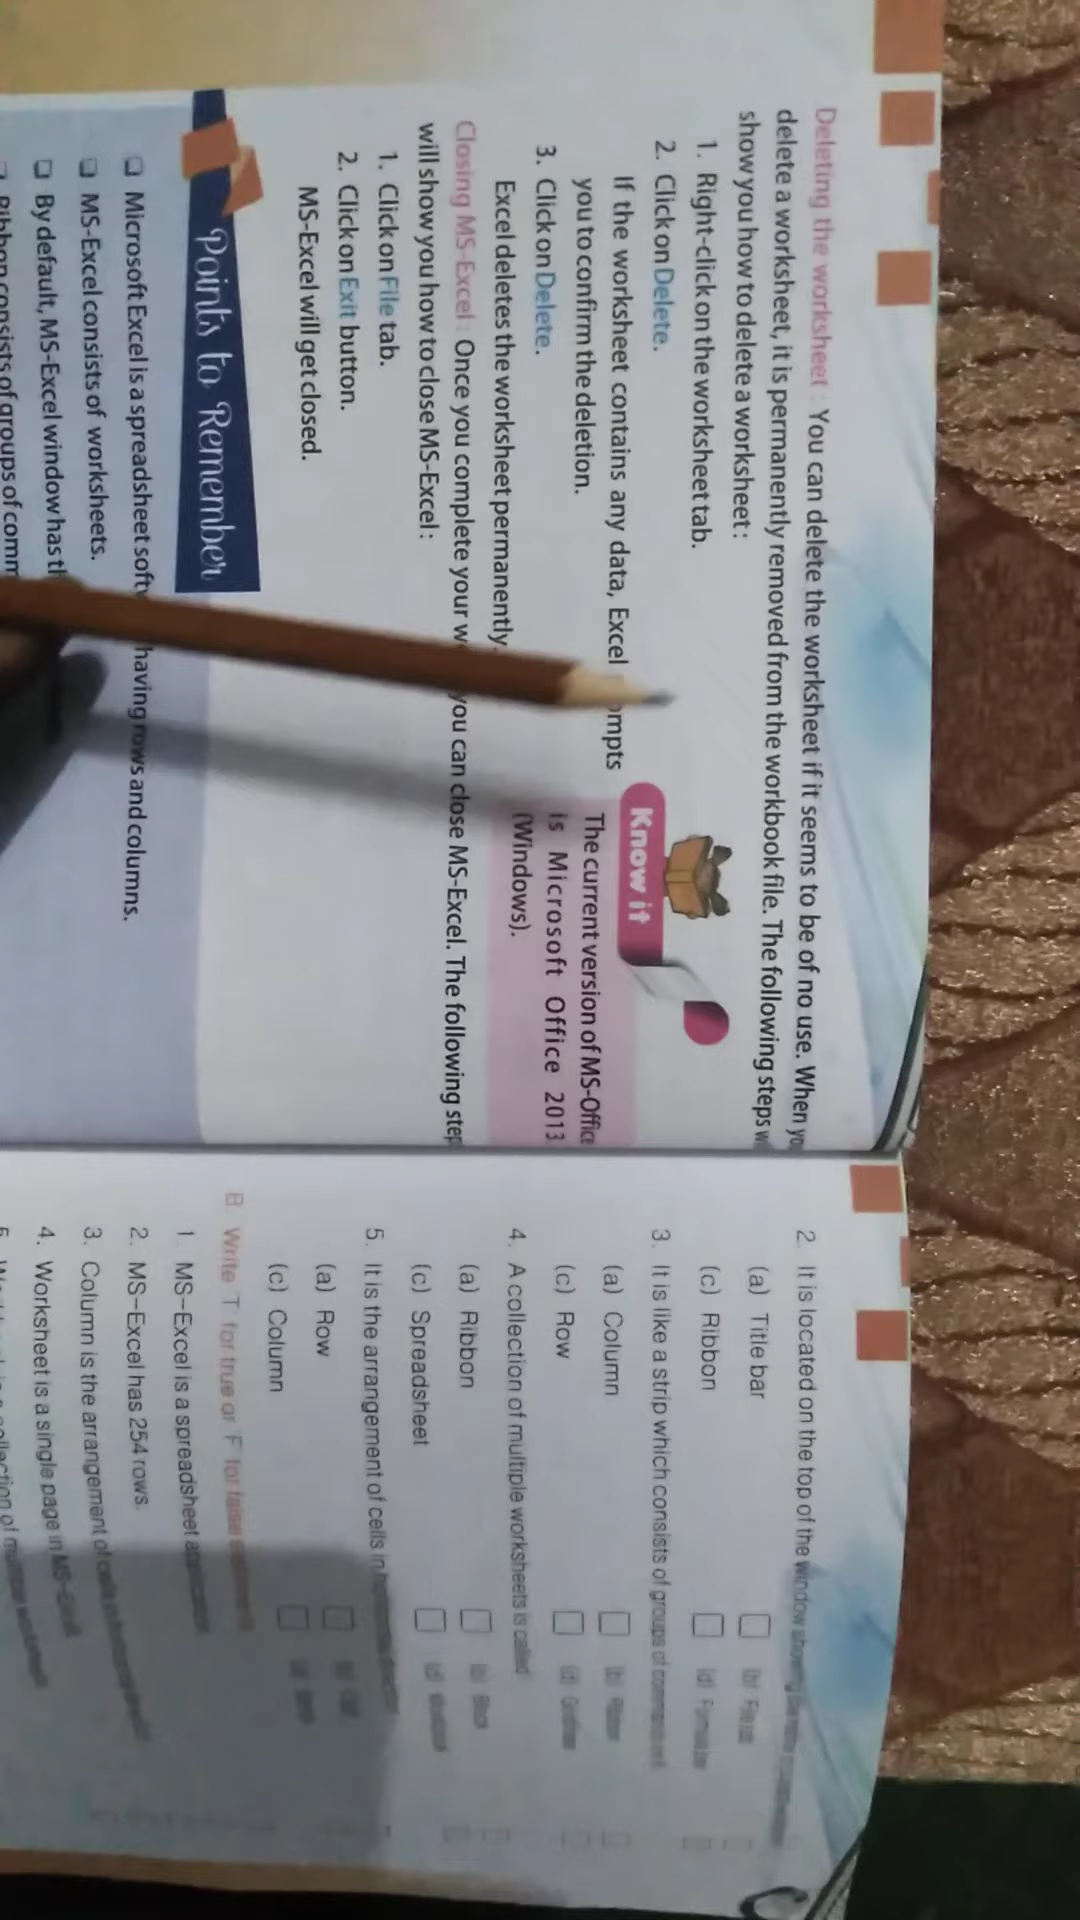 Deleting the worksheet : You can delete the worksheet if it seems to be of no use. When
delete a worksheet, it is permanently removed from the workbook file. The following steps
show you how to delete a worksheet :
1. Right-click on the worksheet tab.
2. Click on Delete.
If the worksheet contains any data, Excel
you to confirm the deletion.
3. Click on Delete.
Excel deletes the worksheet permanently.
Know it
The current version of MS-Office
is Microsoft Office 2013
(Windows).
Closing MS-Excel : Once you complete your you can close MS-Excel. The following
will show you how to close MS-Excel :
1. Click on File tab.
2. Click on Exit button.
MS-Excel will get closed.
Points to Remember
❑ Microsoft Excel is a spreadsheet having rows and columns.
❑ MS-Excel consists of worksheets.
❑ By default, MS-Excel window has
Ribbon consists of groups of
2. It is located on the top of the window showing
(a) Title bar
(c) Ribbon (d) Formula bar
3. It is like a strip which consists of groups of
(a) Column (b)
(c) Row (d)
4. A collection of multiple worksheets is called
(a) Ribbon (b)
(c) Spreadsheet (d)
5. It is the arrangement of cells in
(a) Row
(c) Column
B. Write 'T' for true or 'F' for false
1. MS-Excel is a spreadsheet application
2. MS-Excel has 254 rows.
3. Column is the arrangement of cells
4. Worksheet is a single page in MS-Excel.